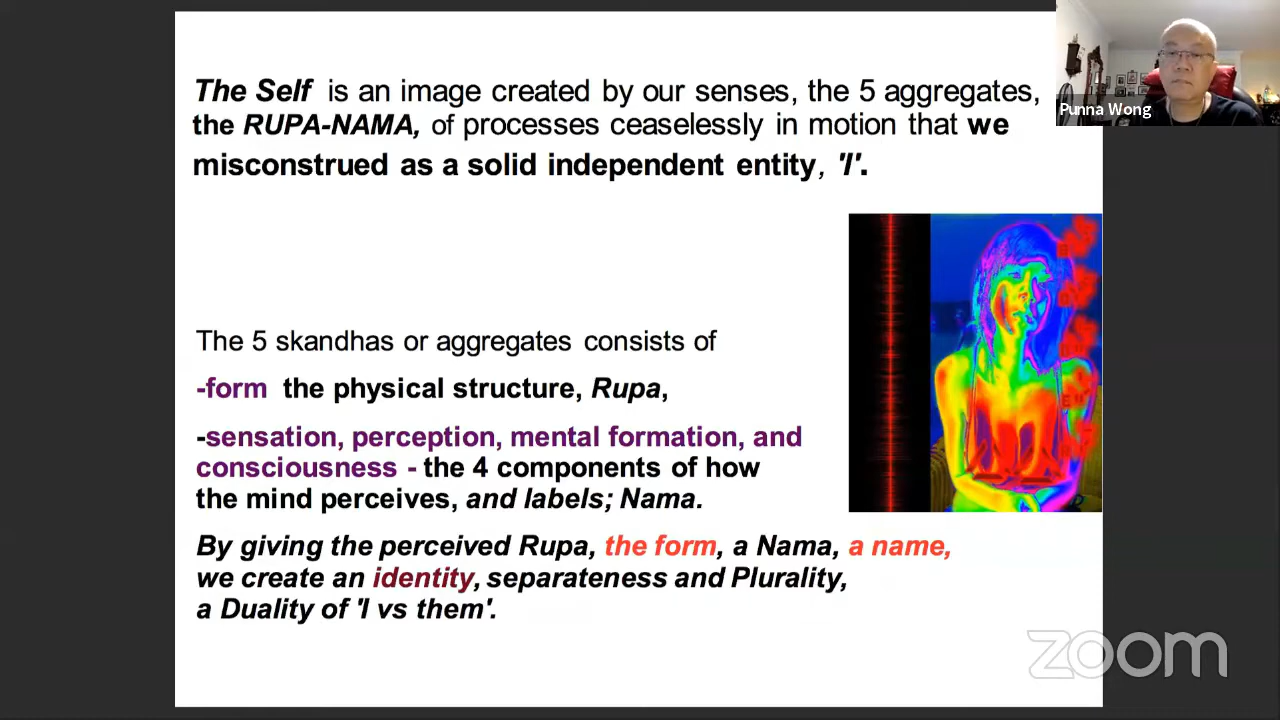 The Self is an image created by our senses, the 5 aggregates,
the RUPA-NAMA, of processes ceaselessly in motion that we
misconstrued as a solid independent entity, 'I'.
Punna Wong
The 5 skandhas or aggregates consists of
-form the physical structure, Rupa,
-sensation, perception, mental formation, and
consciousness - the 4 components of how
the mind perceives, and labels; Nama.
By giving the perceived Rupa, the form, a Nama, a name,
we create an identity, separateness and Plurality,
a Duality of 'I vs them'.
zoom